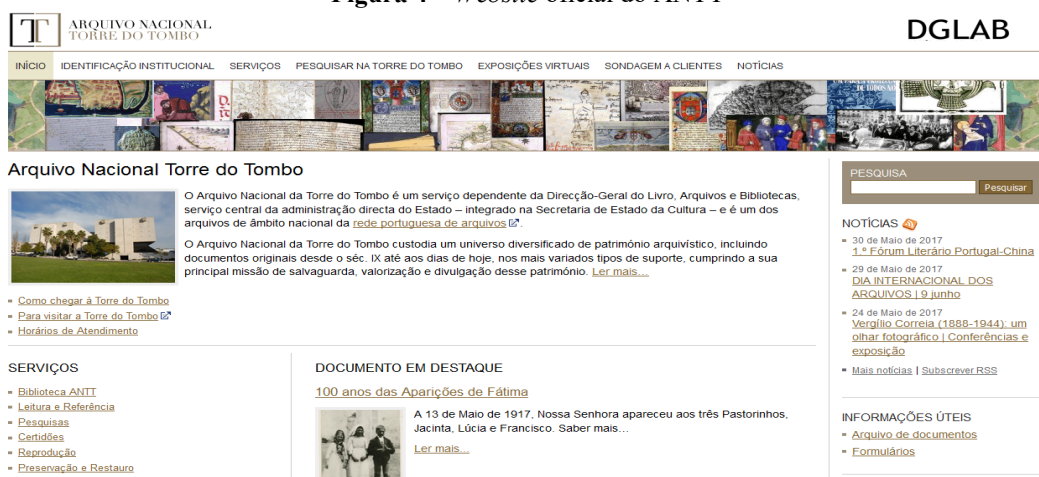 Figura 4 – Website oficial do ANTT
ARQUIVO NACIONAL
TORRE DO TOMBO
DGLAB
INÍCIO IDENTIFICAÇÃO INSTITUCIONAL SERVIÇOS PESQUISAR NA TORRE DO TOMBO EXPOSIÇÕES VIRTUAIS SONDAGEM A CLIENTES NOTÍCIAS
Arquivo Nacional Torre do Tombo
O Arquivo Nacional da Torre do Tombo é um serviço dependente da Direcção-Geral do Livro, Arquivos e Bibliotecas,
serviço central da administração directa do Estado – integrado na Secretaria de Estado da Cultura – e é um dos
arquivos de âmbito nacional da rede portuguesa de arquivos.
O Arquivo Nacional da Torre do Tombo custodia um universo diversificado de património arquivístico, incluindo
documentos originais desde o séc. IX até aos dias de hoje, nos mais variados tipos de suporte, cumprindo a sua
principal missão de salvaguarda, valorização e divulgação desse património. Ler mais...
Como chegar à Torre do Tombo
Para visitar a Torre do Tombo
Horários de Atendimento
SERVIÇOS
Biblioteca ANTT
Leitura e Referência
Pesquisas
Certidões
Reprodução
Preservação e Restauro
DOCUMENTO EM DESTAQUE
100 anos das Aparições de Fátima
A 13 de Maio de 1917, Nossa Senhora apareceu aos três Pastorinhos,
Jacinta, Lúcia e Francisco. Saber mais...
Ler mais...
PESQUISA
Pesquisar
NOTÍCIAS
30 de Maio de 2017
1.º Fórum Literário Portugal-China
29 de Maio de 2017
DIA INTERNACIONAL DOS
ARQUIVOS | 9 junho
24 de Maio de 2017
Vergílio Correia (1888-1944): um
olhar fotográfico | Conferências e
exposição
Mais notícias | Subscrever RSS
INFORMAÇÕES ÚTEIS
Arquivo de documentos
Formulários